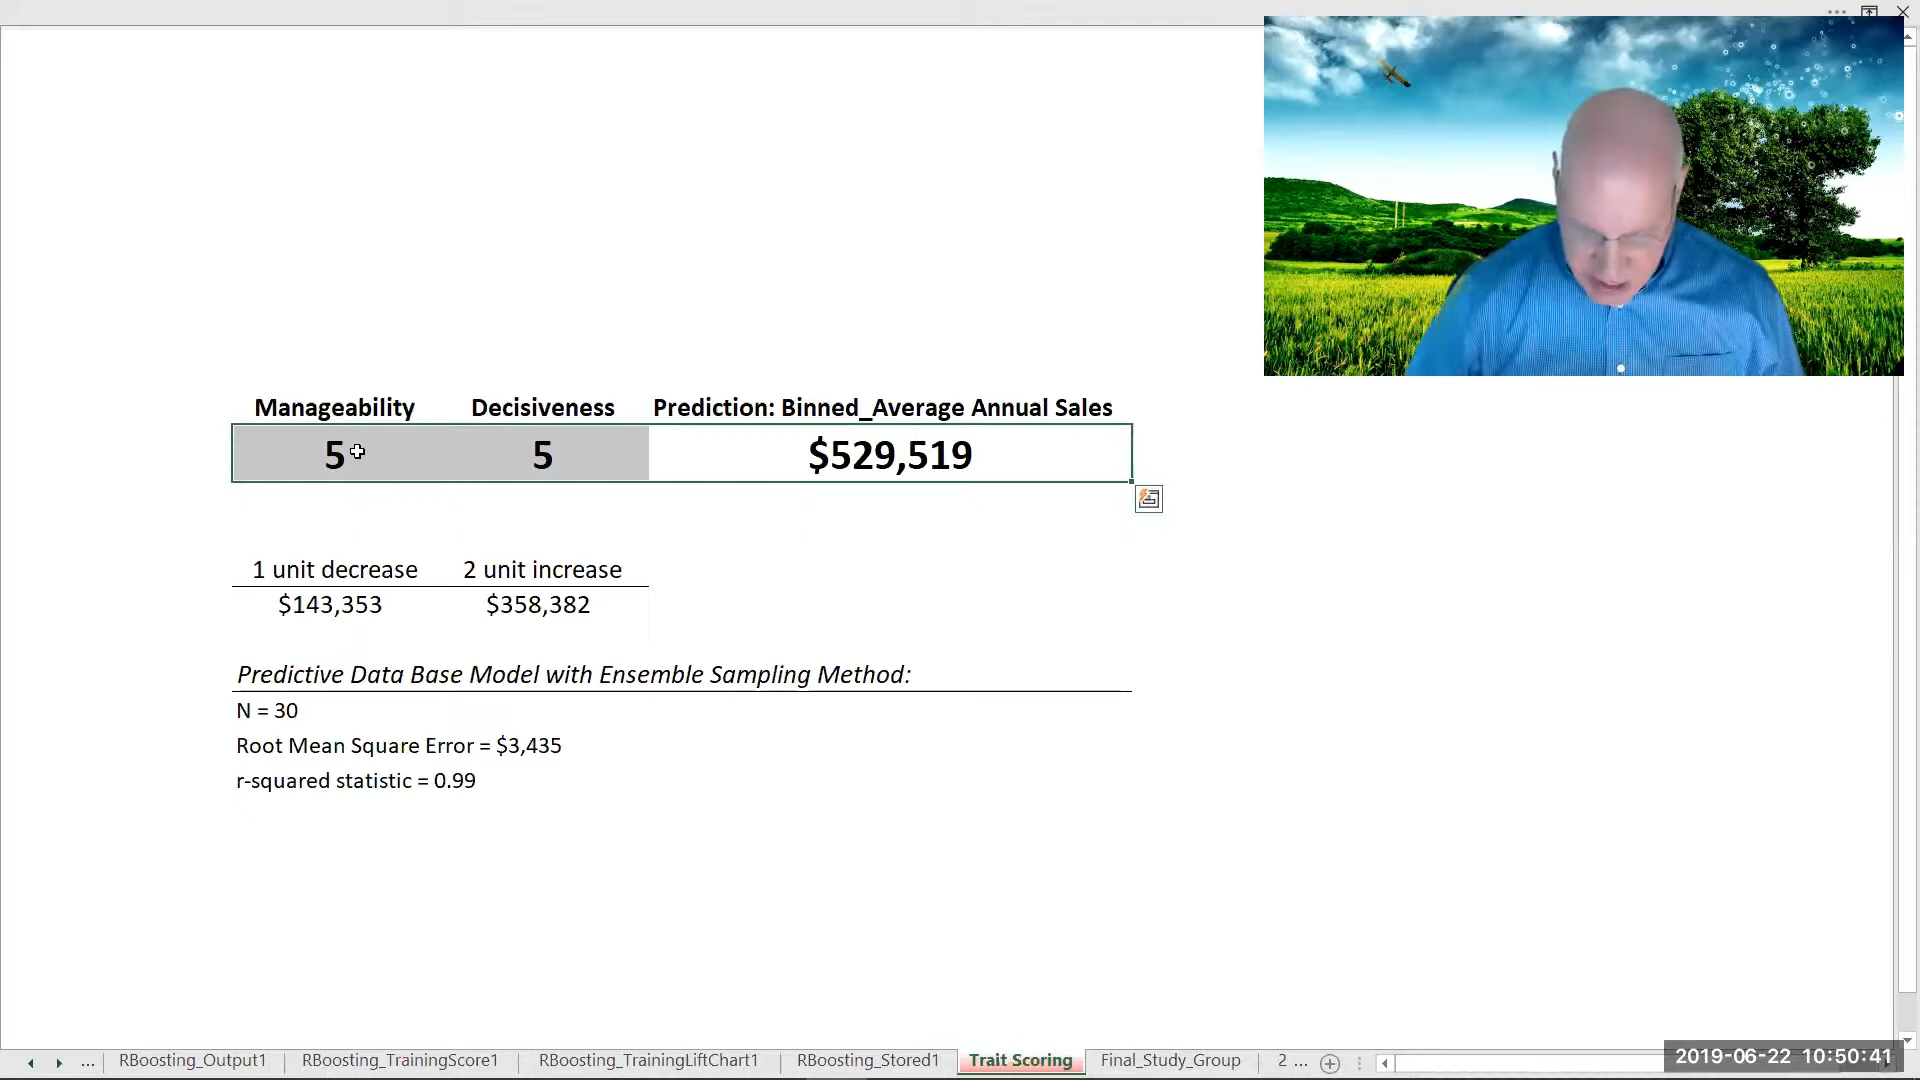 Manageability Decisiveness Prediction: Binned_Average Annual Sales
5 5 $529,519
1 unit decrease 2 unit increase
$143,353 $358,382
Predictive Data Base Model with Ensemble Sampling Method:
N = 30
Root Mean Square Error = $3,435
r-squared statistic = 0.99
... RBoosting_Output1 RBoosting_TrainingScore1 RBoosting_TrainingLiftChart1 RBoosting_Stored1 Trait Scoring Final_Study_Group 2 ...
2019-06-22 10:50:41